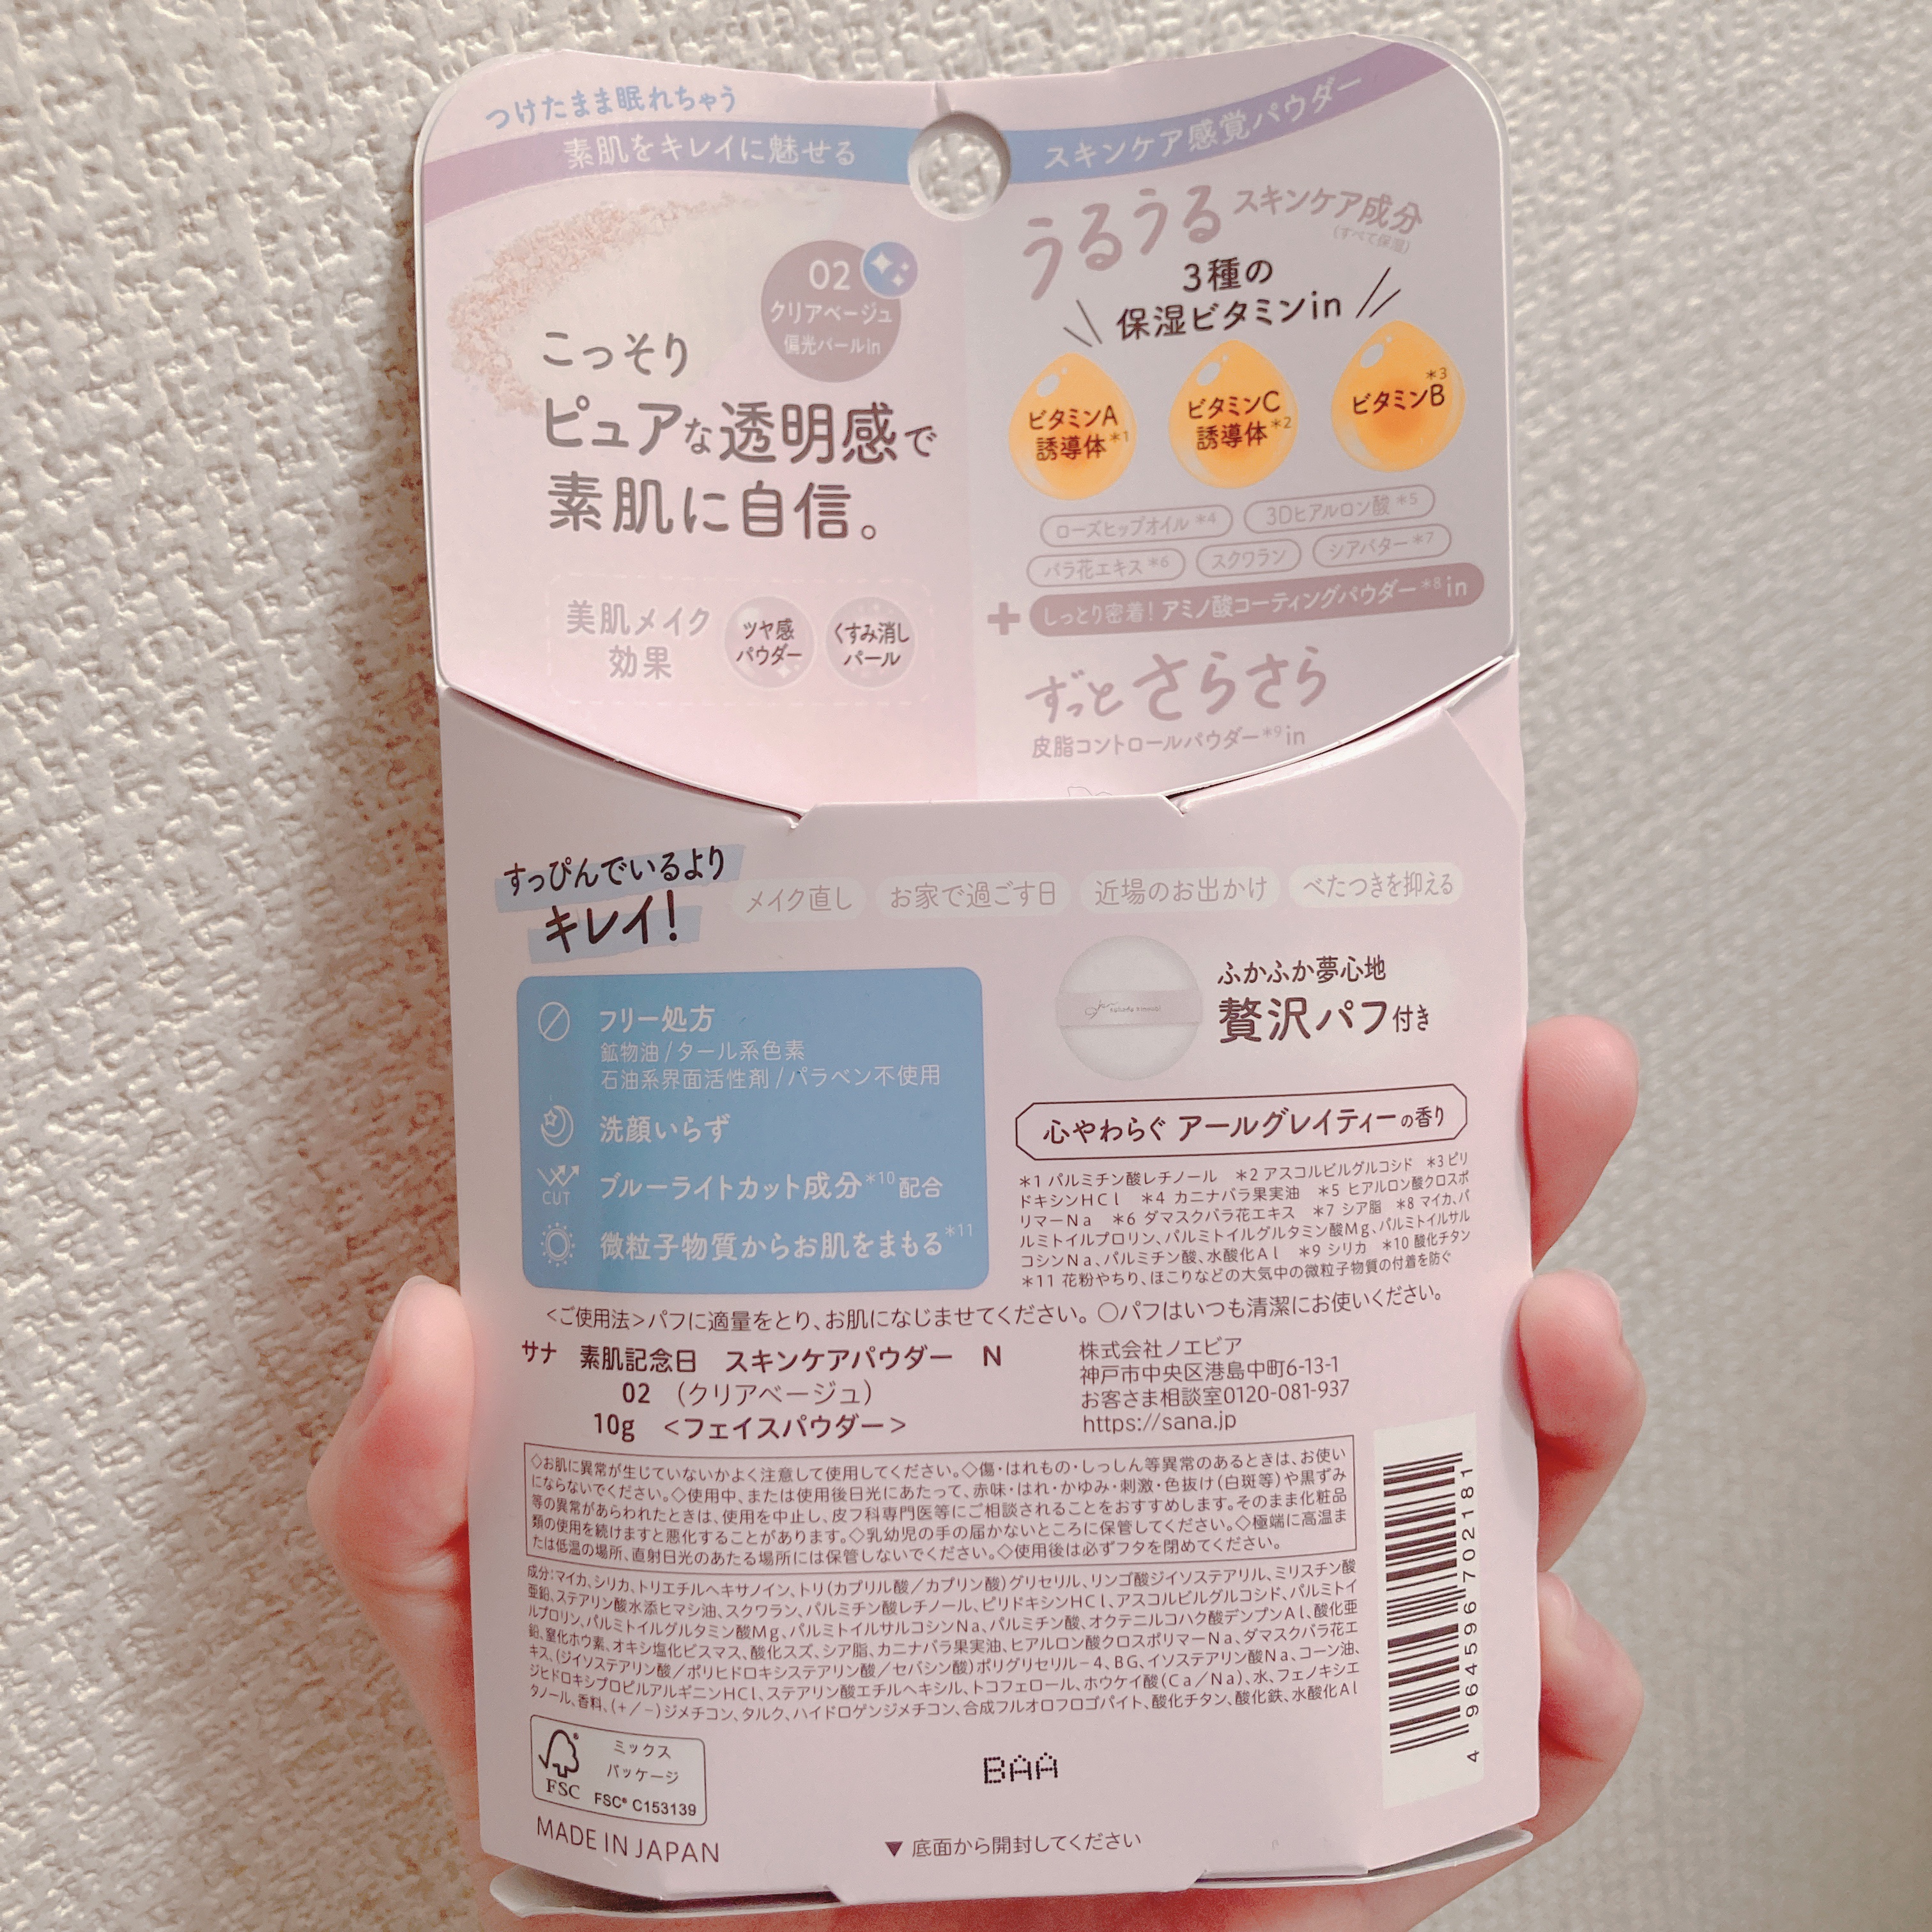 つけたまま眠れちゃう
素肌をキレイに魅せる
スキンケア感覚パウダー
02
クリアベージュ
偏光パールin
こっそり
ピュアな透明感で
素肌に自信。
美肌メイク
効果
ツヤ感
パウダー
くすみ消し
パール
うるうる スキンケア成分
(すべて保湿)
3種の
保湿ビタミンin
ビタミンA
誘導体*1
ビタミンC
誘導体*2
ビタミンB*3
ローズヒップオイル*4
3Dヒアルロン酸*5
バラ花エキス*6
スクワラン
シアバター*7
+ しっとり密着!アミノ酸コーティングパウダー*8 in
ずっと さらさら
皮脂コントロールパウダー*9 in
すっぴんでいるより
キレイ!
メイク直し
お家で過ごす日
近場のお出かけ
べたつきを抑える
フリー処方
鉱物油/タール系色素
石油系界面活性剤/パラベン不使用
洗顔いらず
CUT
ブルーライトカット成分*10配合
微粒子物質からお肌をまもる*11
ふかふか夢心地
贅沢パフ付き
心やわらぐ アールグレイティーの香り
*1 パルミチン酸レチノール *2 アスコルビルグルコシド *3 ピリ
ドキシンHCl *4 カニナバラ果実油 *5 ヒアルロン酸クロスポ
リマーNa *6 ダマスクバラ花エキス *7 シア脂 *8 マイカ、パ
ルミトイルプロリン、パルミトイルグルタミン酸Mg、パルミトイルサル
コシンNa、パルミチン酸、水酸化Al *9 シリカ *10 酸化チタン
*11 花粉やちり、ほこりなどの大気中の微粒子物質の付着を防ぐ
<ご使用法>パフに適量をとり、お肌になじませてください。○パフはいつも清潔にお使いください。
サナ 素肌記念日 スキンケアパウダー N
02 (クリアベージュ)
10g <フェイスパウダー>
株式会社ノエビア
神戸市中央区港島中町6-13-1
お客さま相談室0120-081-937
https://sana.jp
◇お肌に異常が生じていないかよく注意して使用してください。◇傷・はれもの・しっしん等異常のあるときは、お使い
にならないでください。◇使用中、または使用後日光にあたって、赤味・はれ・かゆみ・刺激・色抜け(白斑等)や黒ずみ
等の異常があらわれたときは、使用を中止し、皮フ科専門医等にご相談されることをおすすめします。そのまま化粧品
類の使用を続けますと悪化することがあります。◇乳幼児の手の届かないところに保管してください。◇極端に高温ま
たは低温の場所、直射日光のあたる場所には保管しないでください。◇使用後は必ずフタを閉めてください。
成分:マイカ、シリカ、トリエチルヘキサノイン、トリ(カプリル酸/カプリン酸)グリセリル、リンゴ酸ジイソステアリル、ミリスチン酸
亜鉛、ステアリン酸水添ヒマシ油、スクワラン、パルミチン酸レチノール、ピリドキシンHCl、アスコルビルグルコシド、パルミトイ
ルプロリン、パルミトイルグルタミン酸Mg、パルミトイルサルコシンNa、パルミチン酸、オクテニルコハク酸デンプンAl、酸化亜
鉛、窒化ホウ素、オキシ塩化ビスマス、酸化スズ、シア脂、カニナバラ果実油、ヒアルロン酸クロスポリマーNa、ダマスクバラ花エ
キス、(ジイソステアリン酸/ポリヒドロキシステアリン酸/セバシン酸)ポリグリセリル-4、BG、イソステアリン酸Na、コーン油、
ジヒドロキシプロピルアルギニンHCl、ステアリン酸エチルヘキシル、トコフェロール、ホウケイ酸(Ca/Na)、水、フェノキシエ
タノール、香料、(+/-)ジメチコン、タルク、ハイドロゲンジメチコン、合成フルオロフロゴパイト、酸化チタン、酸化鉄、水酸化Al
4964596702181
FSC
ミックス
パッケージ
FSC® C153139
BAA
MADE IN JAPAN
▼ 底面から開封してください